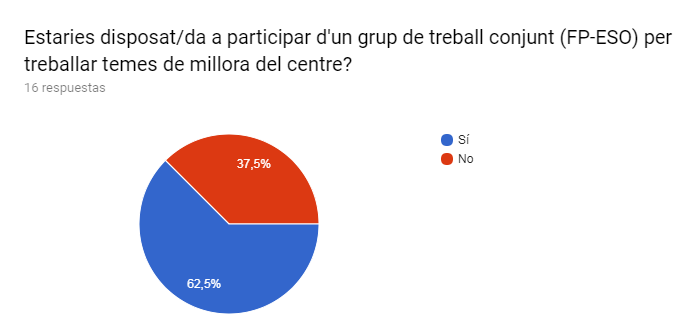 Estaries disposat/da a participar d'un grup de treball conjunt (FP-ESO) per
treballar temes de millora del centre?
16 respuestas
Sí
No
37,5%
62,5%